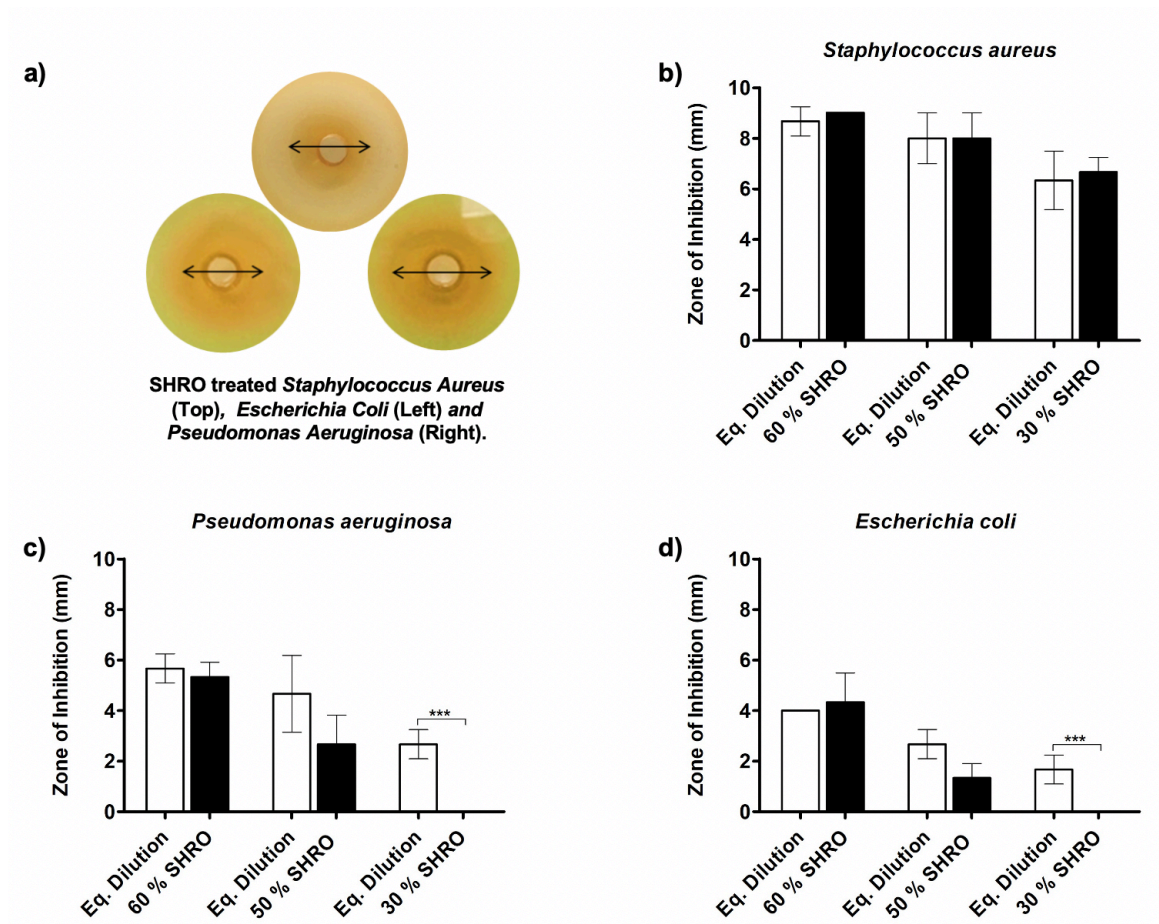 a)
SHRO treated Staphylococcus Aureus
(Top), Escherichia Coli (Left) and
Pseudomonas Aeruginosa (Right).
b)
Staphylococcus aureus
Zone of Inhibition (mm)
10
8
6
4
2
0
Eq. Dilution
60 % SHRO
Eq. Dilution
50 % SHRO
Eq. Dilution
30 % SHRO
c)
Pseudomonas aeruginosa
Zone of Inhibition (mm)
10
8
6
4
2
0
***
Eq. Dilution
60 % SHRO
Eq. Dilution
50 % SHRO
Eq. Dilution
30 % SHRO
d)
Escherichia coli
Zone of Inhibition (mm)
10
8
6
4
2
0
***
Eq. Dilution
60 % SHRO
Eq. Dilution
50 % SHRO
Eq. Dilution
30 % SHRO